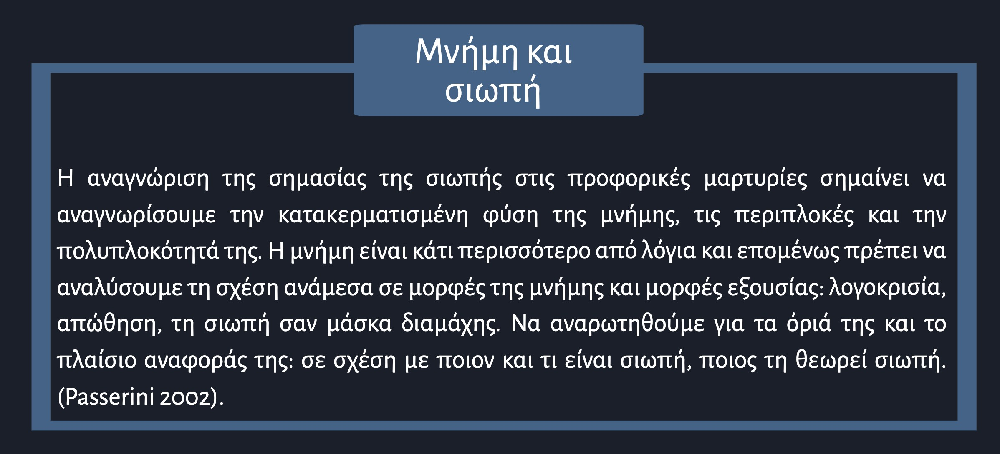 Μνήμη και
σιωπή
Η αναγνώριση της σημασίας της σιωπής στις προφορικές μαρτυρίες σημαίνει να
αναγνωρίσουμε την κατακερματισμένη φύση της μνήμης, τις περιπλοκές και την
πολυπλοκότητά της. Η μνήμη είναι κάτι περισσότερο από λόγια και επομένως πρέπει να
αναλύσουμε τη σχέση ανάμεσα σε μορφές της μνήμης και μορφές εξουσίας: λογοκρισία,
απώθηση, τη σιωπή σαν μάσκα διαμάχης. Να αναρωτηθούμε για τα όριά της και το
πλαίσιο αναφοράς της: σε σχέση με ποιον και τι είναι σιωπή, ποιος τη θεωρεί σιωπή.
(Passerini 2002).